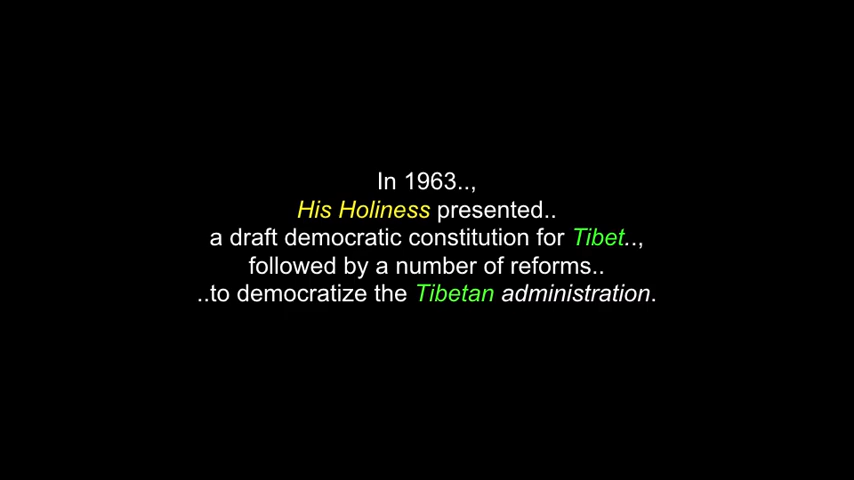 In 1963..,
His Holiness presented..
a draft democratic constitution for Tibet..,
followed by a number of reforms..
..to democratize the Tibetan administration.